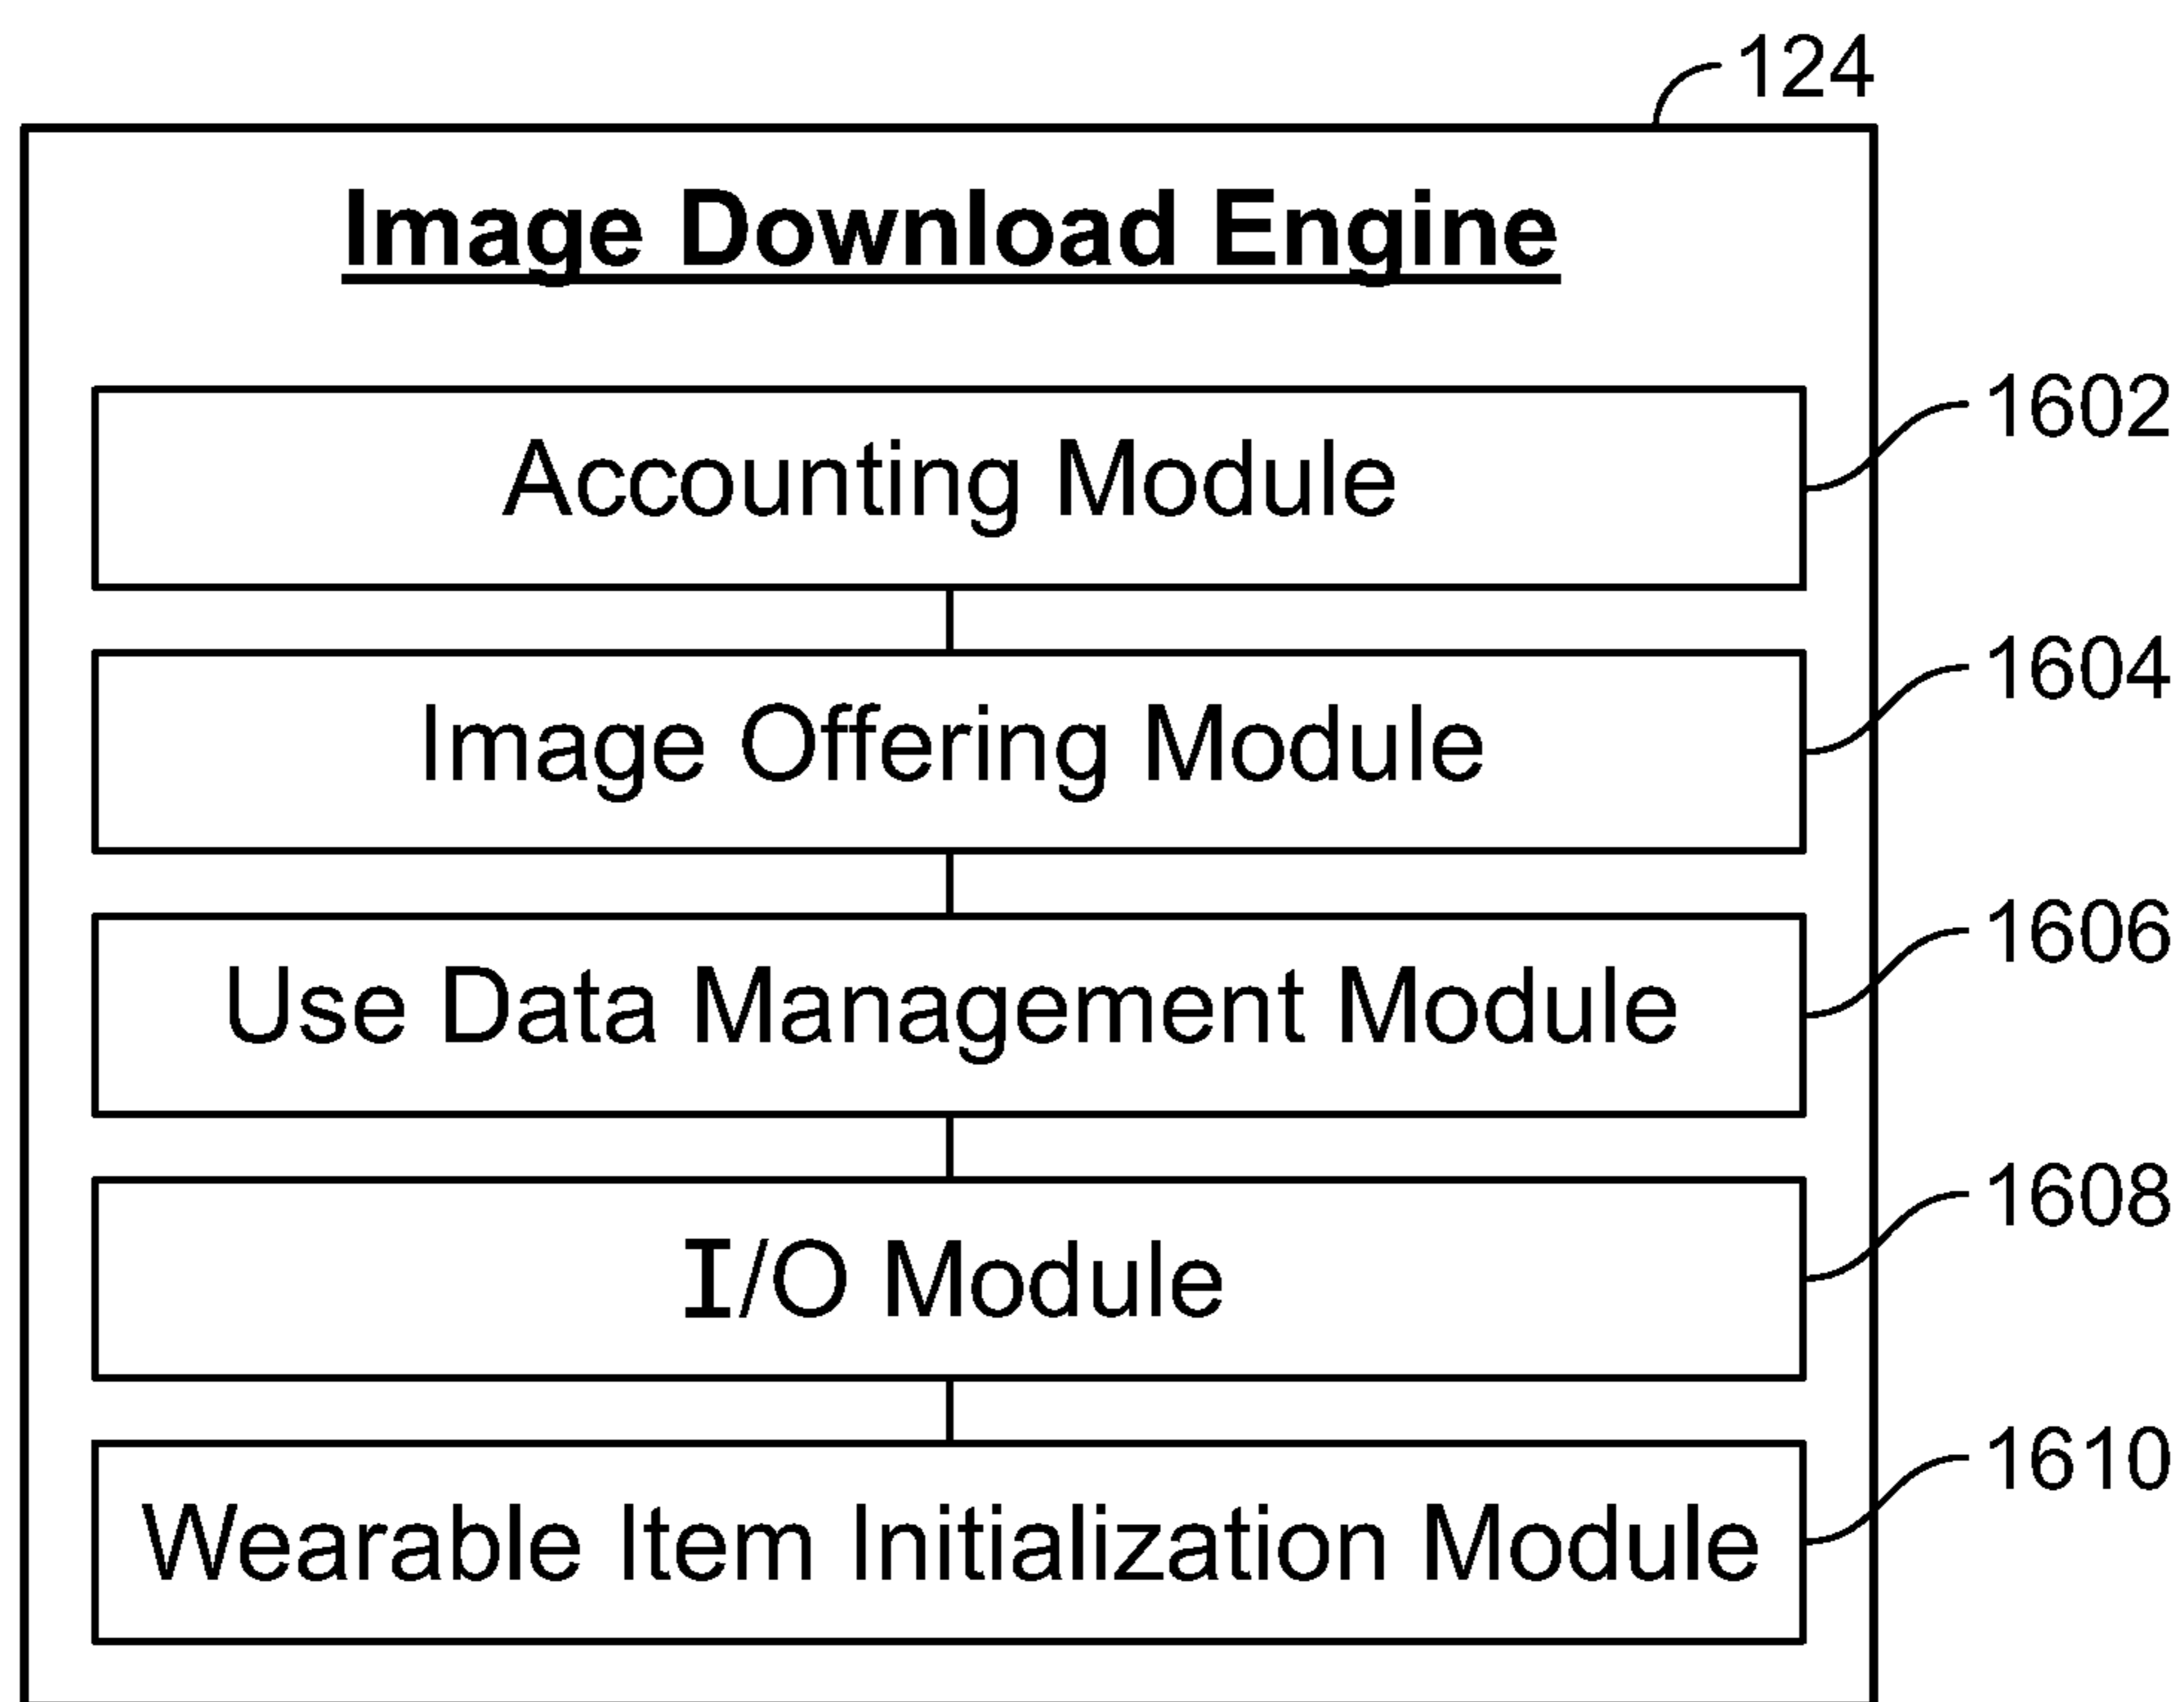 124
Image Download Engine
1602
Accounting Module
1604
Image Offering Module
1606
Use Data Management Module
1608
I/O Module
1610
Wearable Item Initialization Module